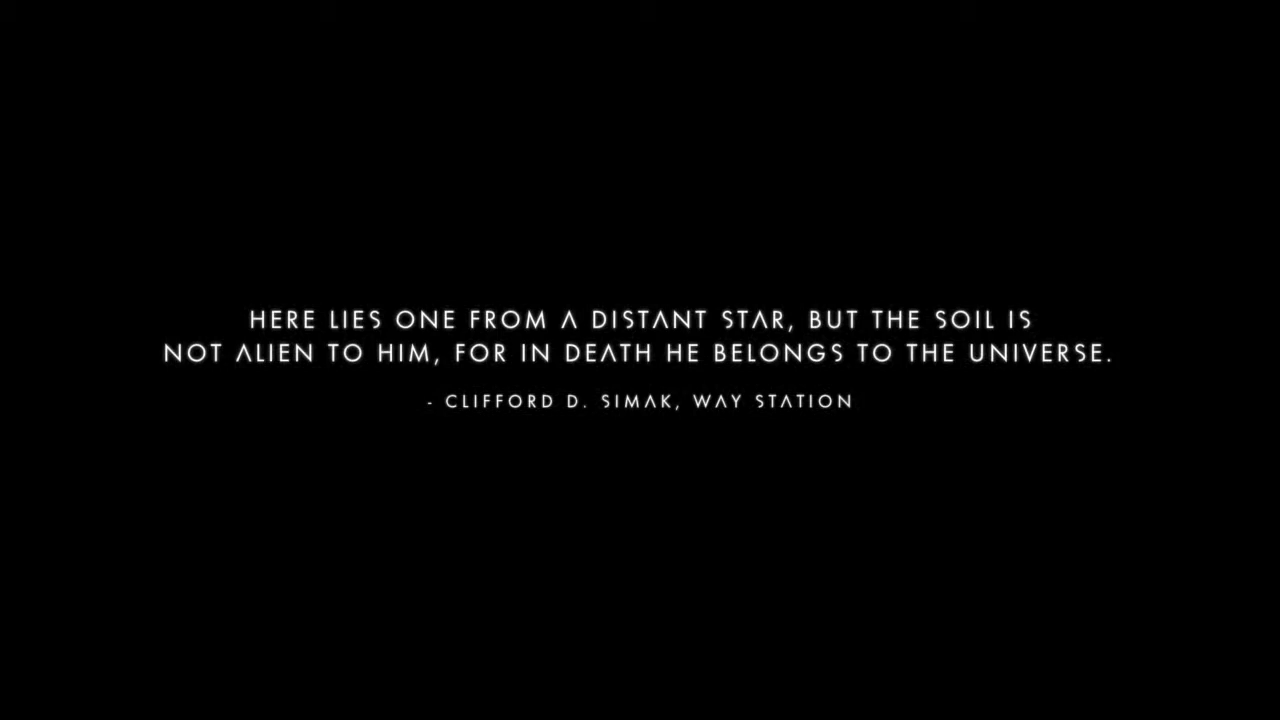 HERE LIES ONE FROM A DISTANT STAR, BUT THE SOIL IS
NOT ALIEN TO HIM, FOR IN DEATH HE BELONGS TO THE UNIVERSE.
- CLIFFORD D. SIMAK, WAY STATION